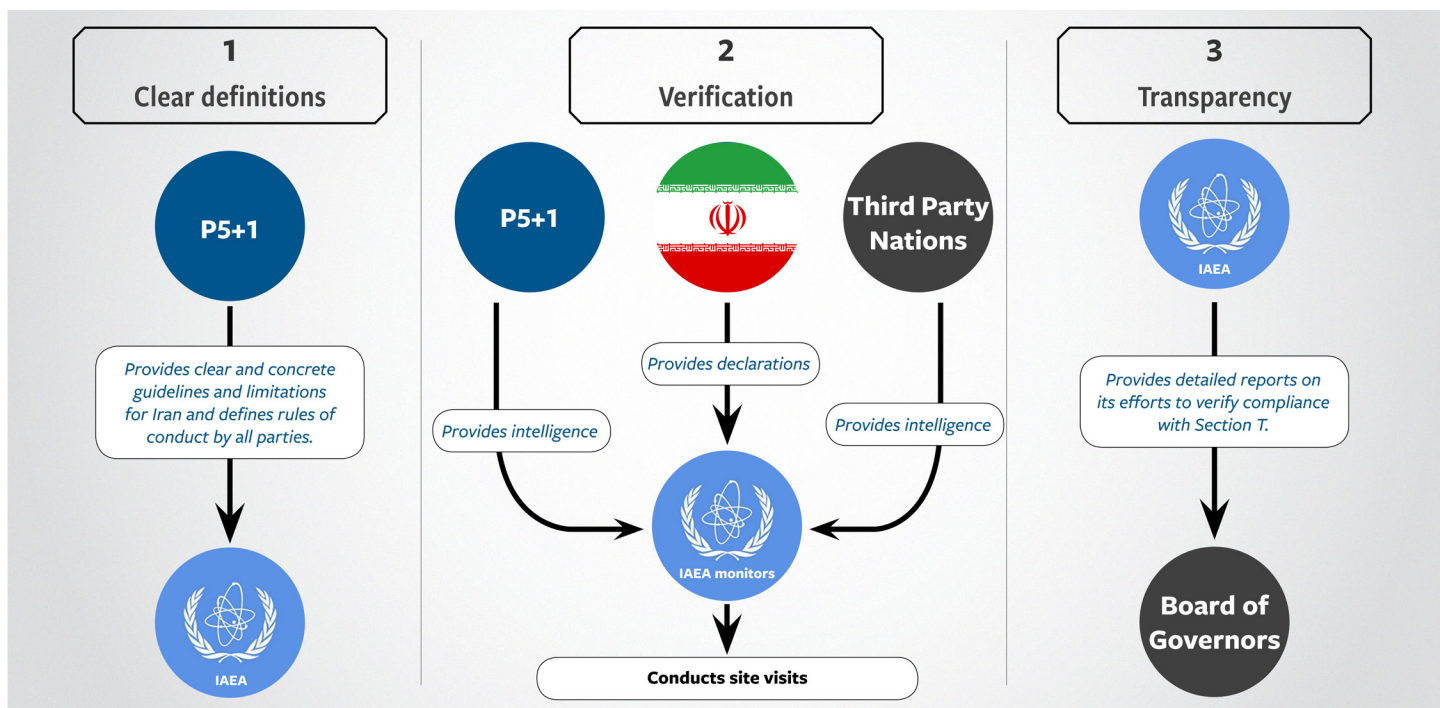 1
Clear definitions
P5+1
Provides clear and concrete
guidelines and limitations
for Iran and defines rules of
conduct by all parties.
IAEA
2
Verification
P5+1
Third Party
Nations
Provides declarations
Provides intelligence
Provides intelligence
IAEA monitors
Conducts site visits
3
Transparency
IAEA
Provides detailed reports on
its efforts to verify compliance
with Section T.
Board of
Governors